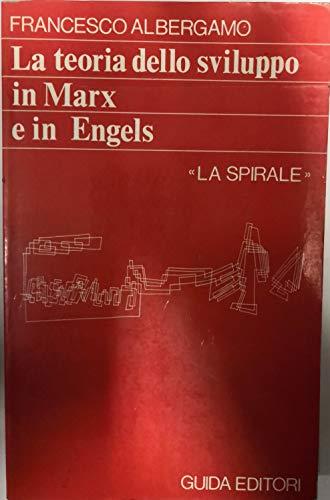 FRANCESCO ALBERGAMO
La teoria dello sviluppo
in Marx
e in Engels
«LA SPIRALE»
GUIDA EDITORI